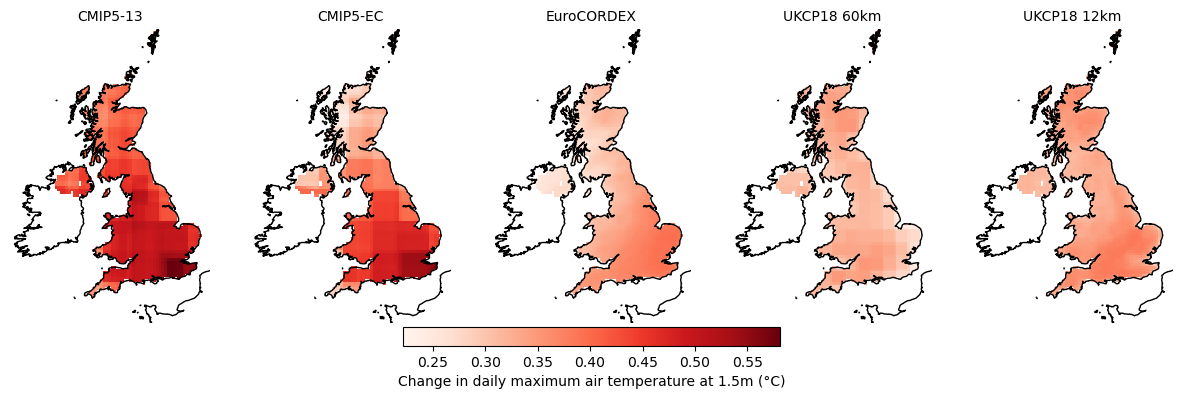 CMIP5-13 CMIP5-EC EuroCORDEX UKCP18 60km UKCP18 12km
0.25 0.30 0.35 0.40 0.45 0.50 0.55
Change in daily maximum air temperature at 1.5m (°C)